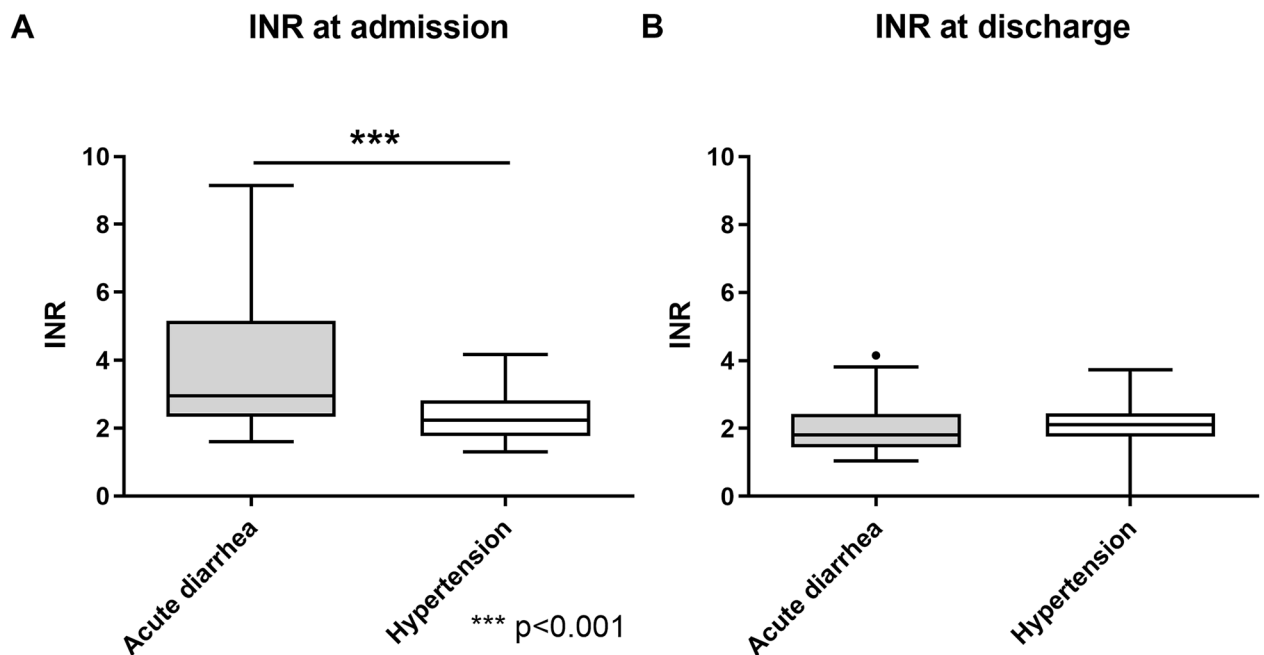 A
INR at admission
***
INR
10
8
6
4
2
0
Acute diarrhea
Hypertension
*** p<0.001
B
INR at discharge
INR
10
8
6
4
2
0
Acute diarrhea
Hypertension